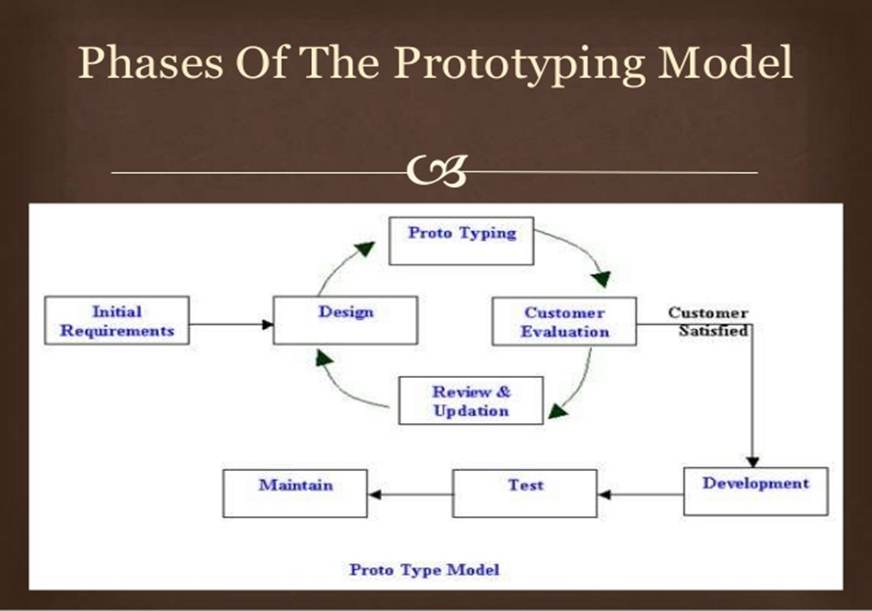 Phases Of The Prototyping Model
Proto Typing
Initial
Requirements
Design
Customer
Evaluation
Customer
Satisfied
Review &
Updation
Maintain
Test
Development
Proto Type Model